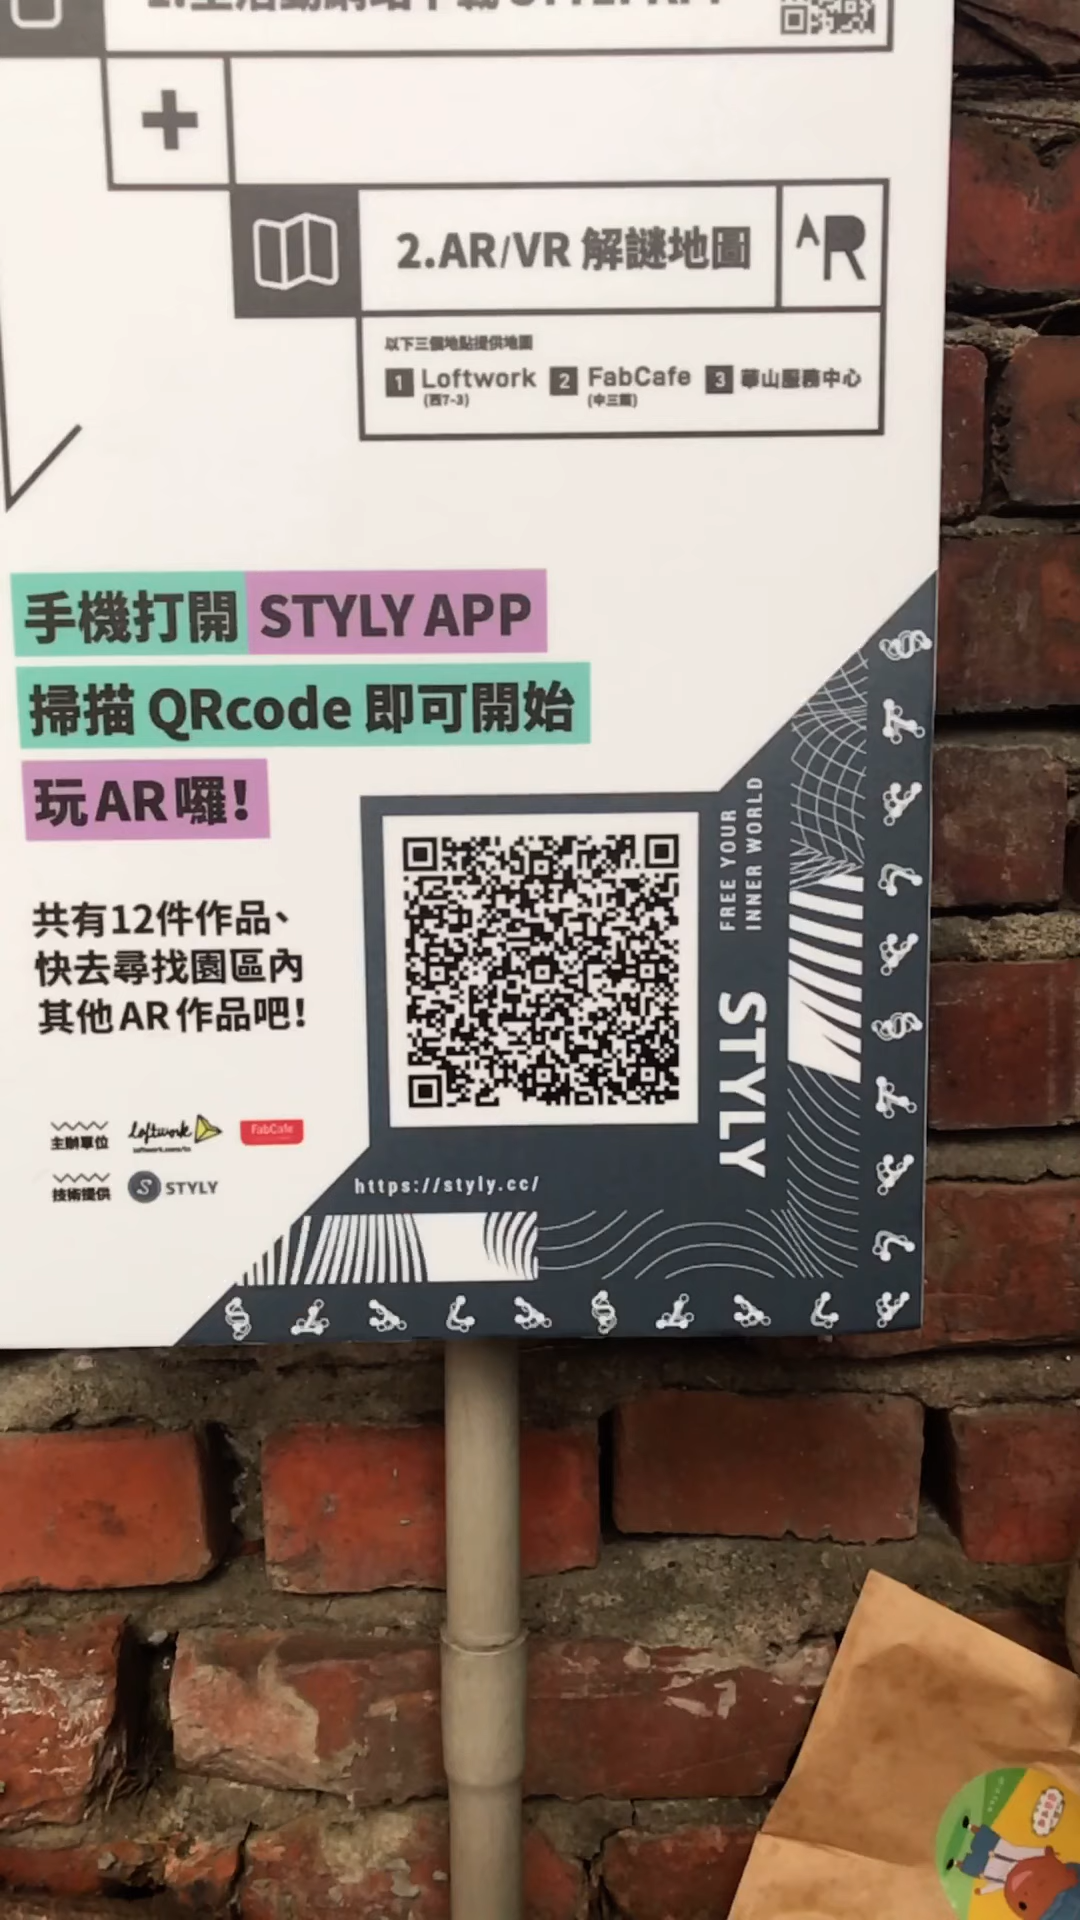 2.AR/VR 解謎地圖
AR
以下三個地點提供地圖
1 Loftwork
(西7-3)
2 FabCafe
(中三館)
3 華山服務中心
手機打開 STYLY APP
掃描 QRcode 即可開始
玩 AR 囉！
共有12件作品、
快去尋找園區內
其他 AR 作品吧！
FREE YOUR
INNER WORLD
STYLY
主辦單位 loftwork FabCafe
技術提供 STYLY
https://styly.cc/